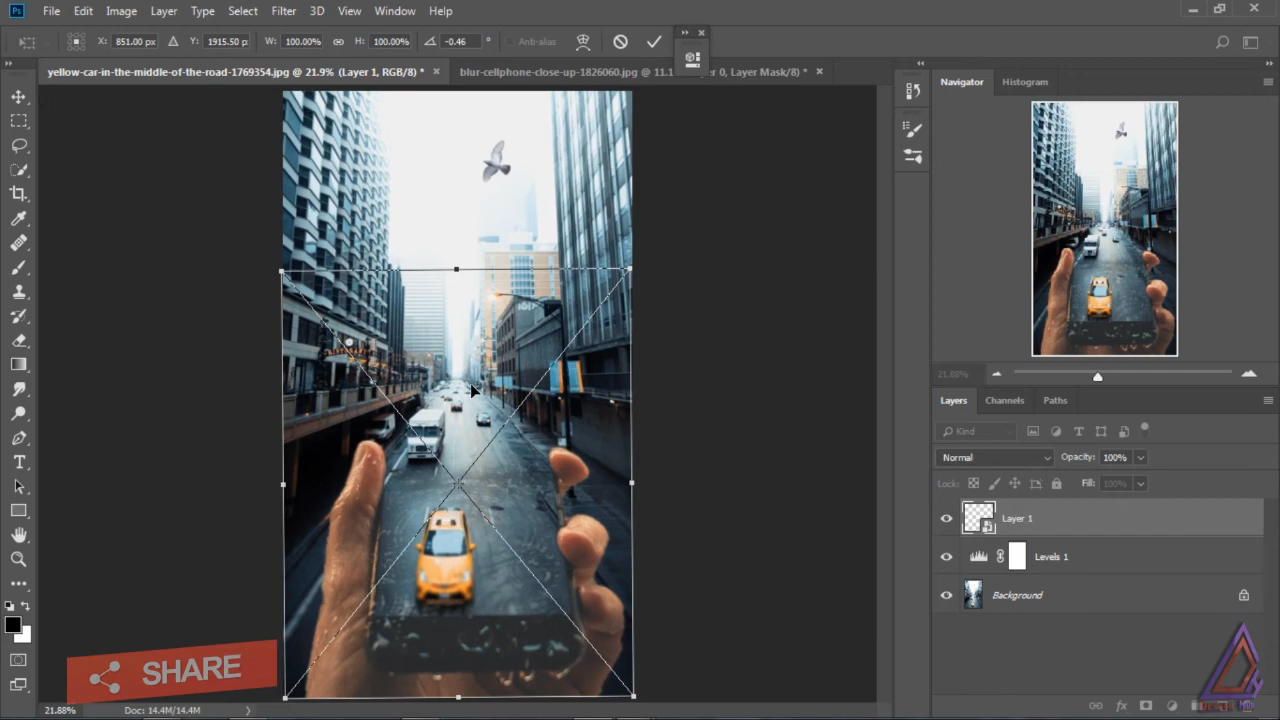 Ps File Edit Image Layer Type Select Filter 3D View Window Help
X: 851.00 px Y: 1915.50 p: W: 100.00% H: 100.00% -0.46 ° Anti-alias
yellow-car-in-the-middle-of-the-road-1769354.jpg @ 21.9% (Layer 1, RGB/8) *
blur-cellphone-close-up-1826060.jpg @ 11.1 r 0, Layer Mask/8) *
Navigator Histogram
21.88%
Layers Channels Paths
Kind
Normal Opacity: 100%
Lock: Fill: 100%
Layer 1
Levels 1
Background
SHARE
21.88% Doc: 14.4M/14.4M